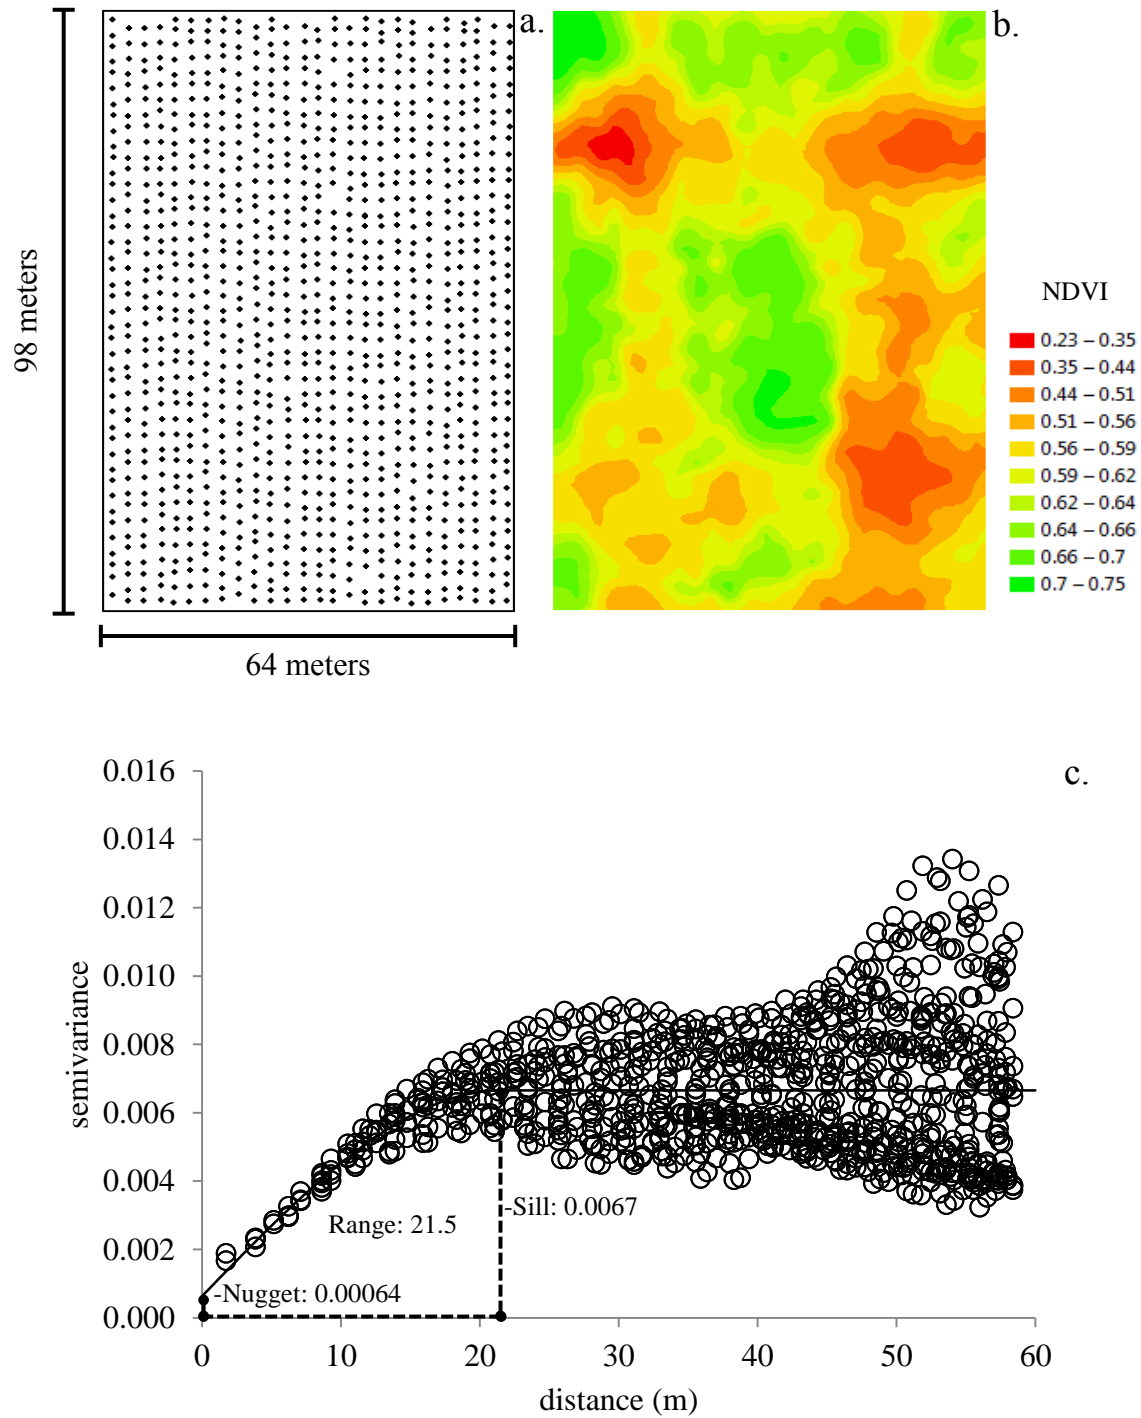 a.
b.
98 meters
64 meters
NDVI
0.23 – 0.35
0.35 – 0.44
0.44 – 0.51
0.51 – 0.56
0.56 – 0.59
0.59 – 0.62
0.62 – 0.64
0.64 – 0.66
0.66 – 0.7
0.7 – 0.75
c.
semivariance
0.016
0.014
0.012
0.010
0.008
0.006
0.004
0.002
0.000
-Sill: 0.0067
Range: 21.5
-Nugget: 0.00064
0 10 20 30 40 50 60
distance (m)